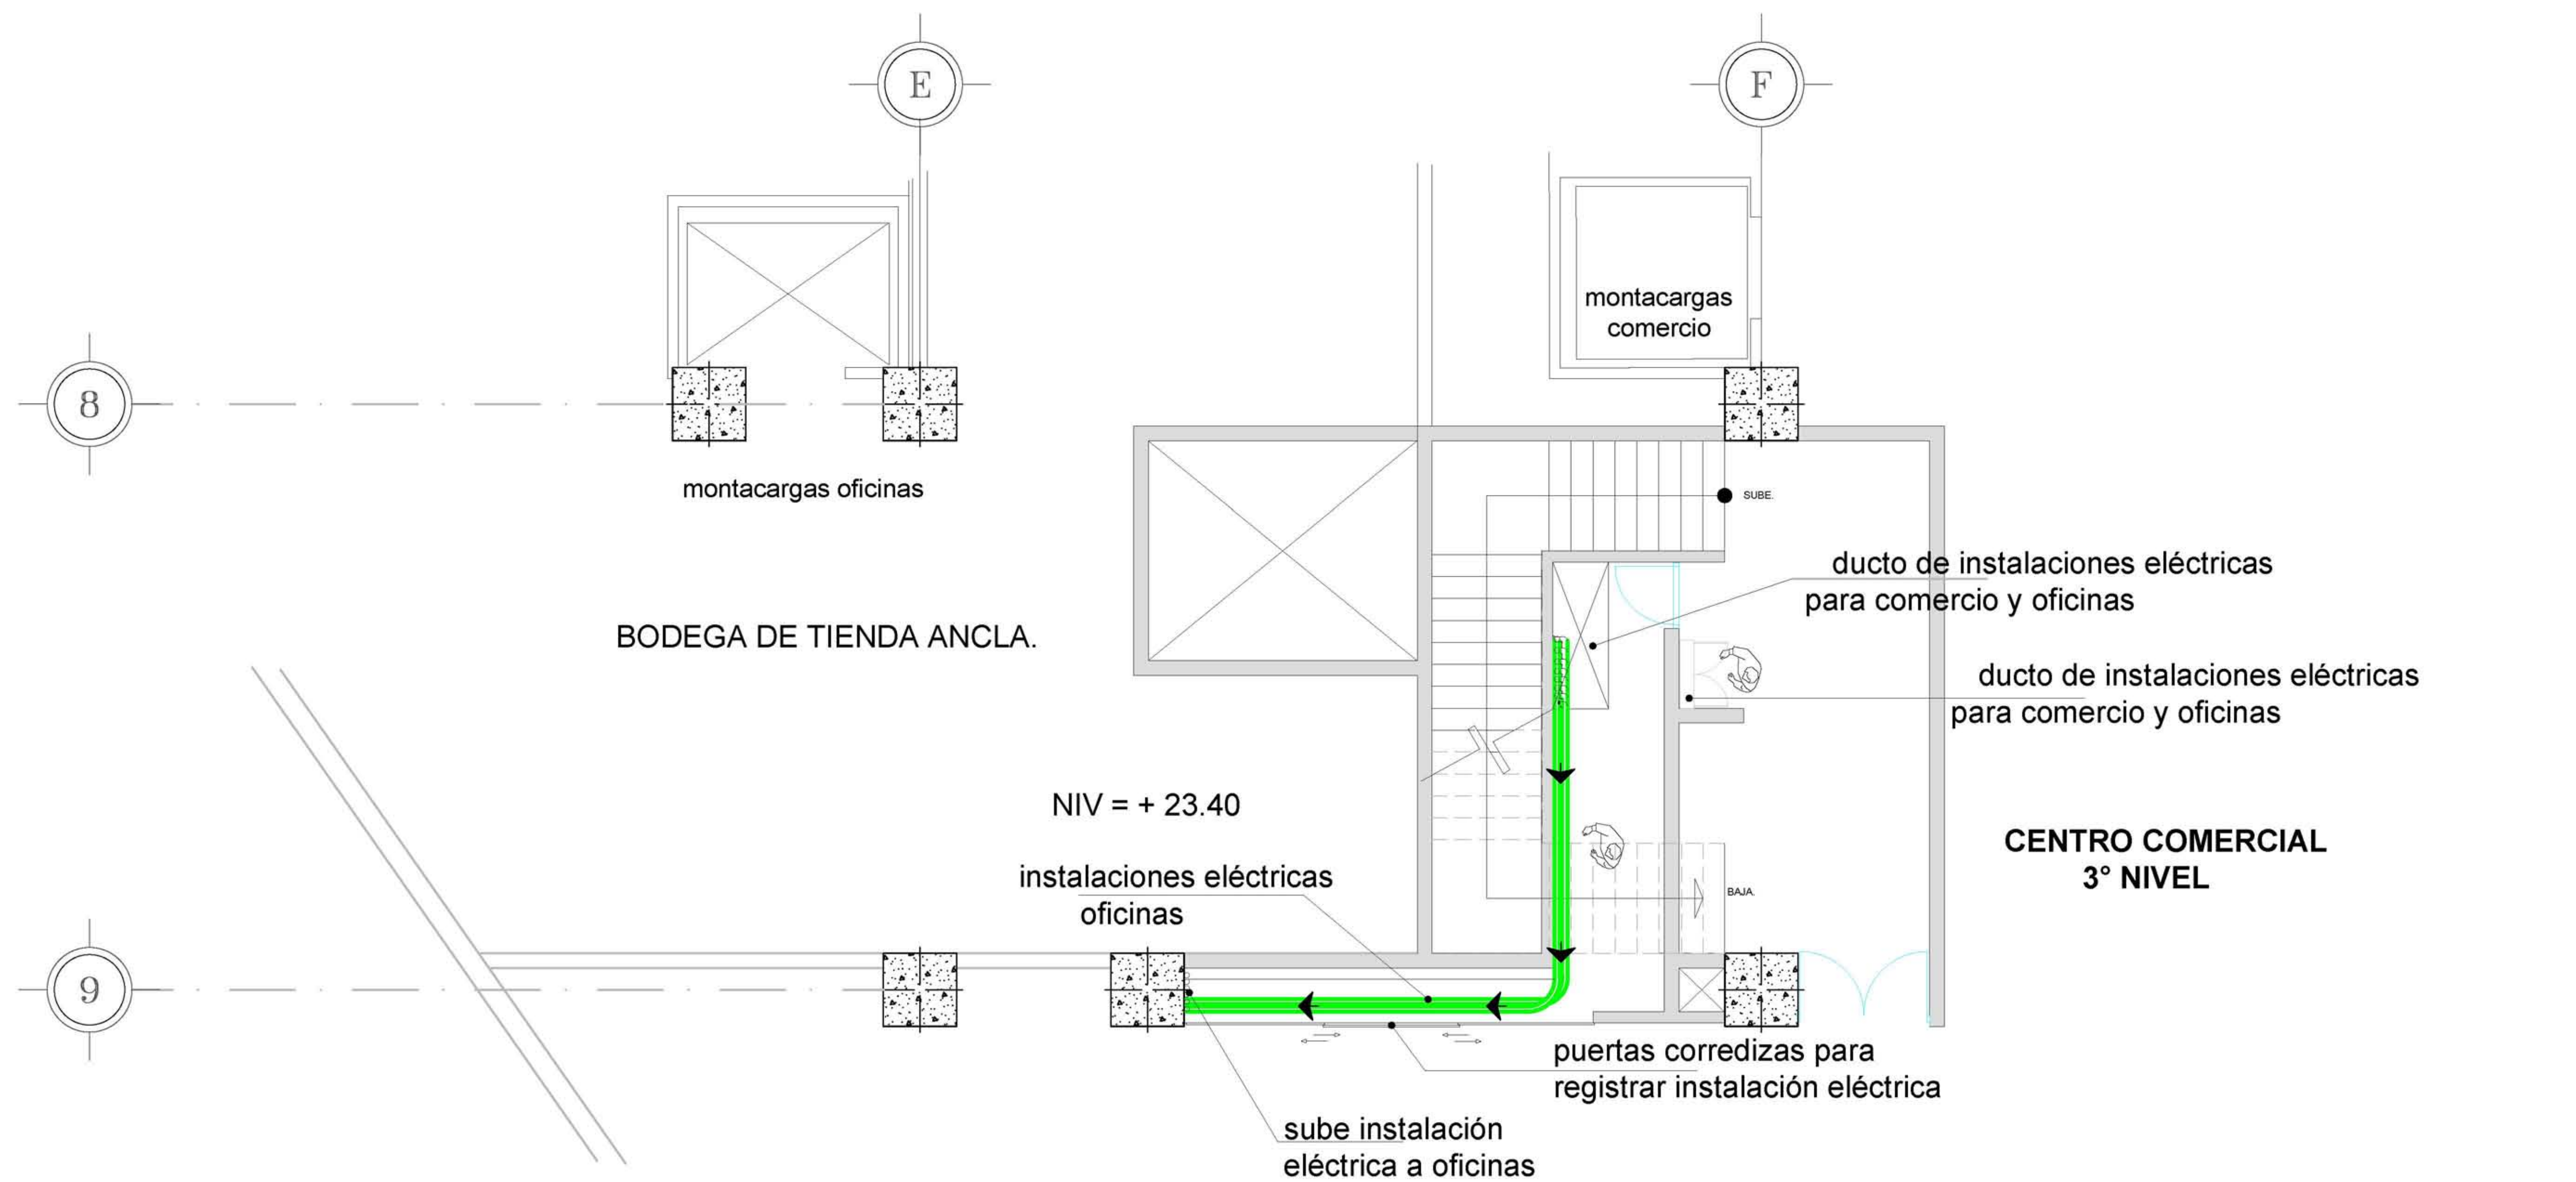 E
F
montacargas
comercio
8
montacargas oficinas
SUBE.
ducto de instalaciones eléctricas
para comercio y oficinas
BODEGA DE TIENDA ANCLA.
ducto de instalaciones eléctricas
para comercio y oficinas
NIV = + 23.40
CENTRO COMERCIAL
3° NIVEL
instalaciones eléctricas
oficinas
BAJA.
9
puertas corredizas para
registrar instalación eléctrica
sube instalación
eléctrica a oficinas